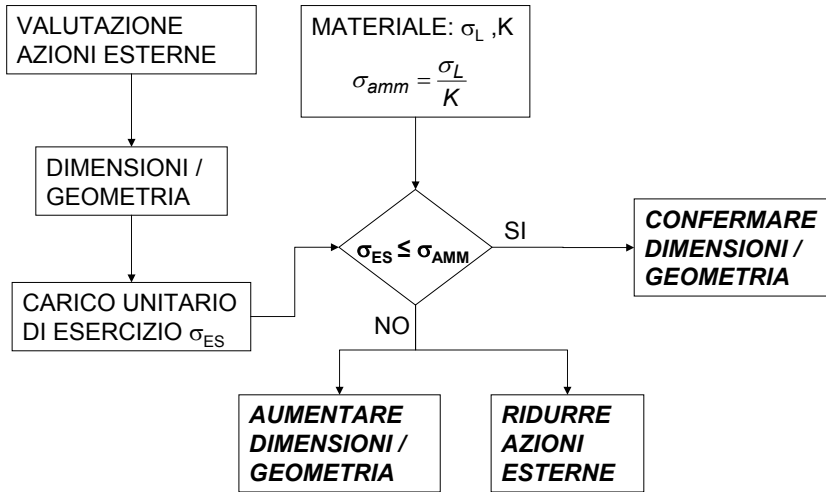 VALUTAZIONE
AZIONI ESTERNE
MATERIALE: σL ,K
σamm = σL / K
DIMENSIONI /
GEOMETRIA
σES ≤ σAMM
SI
CONFERMARE
DIMENSIONI /
GEOMETRIA
CARICO UNITARIO
DI ESERCIZIO σES
NO
AUMENTARE
DIMENSIONI /
GEOMETRIA
RIDURRE
AZIONI
ESTERNE